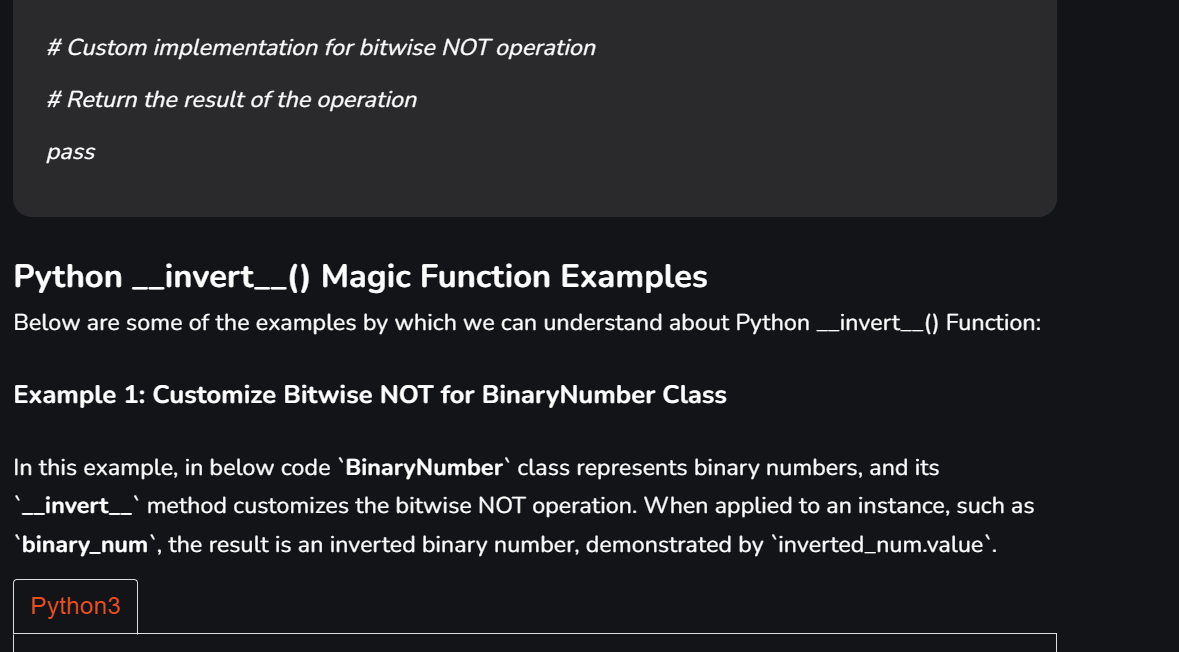 # Custom implementation for bitwise NOT operation
# Return the result of the operation
pass
Python __invert__() Magic Function Examples
Below are some of the examples by which we can understand about Python __invert__() Function:
Example 1: Customize Bitwise NOT for BinaryNumber Class
In this example, in below code `BinaryNumber` class represents binary numbers, and its
`__invert__` method customizes the bitwise NOT operation. When applied to an instance, such as
`binary_num`, the result is an inverted binary number, demonstrated by `inverted_num.value`.
Python3